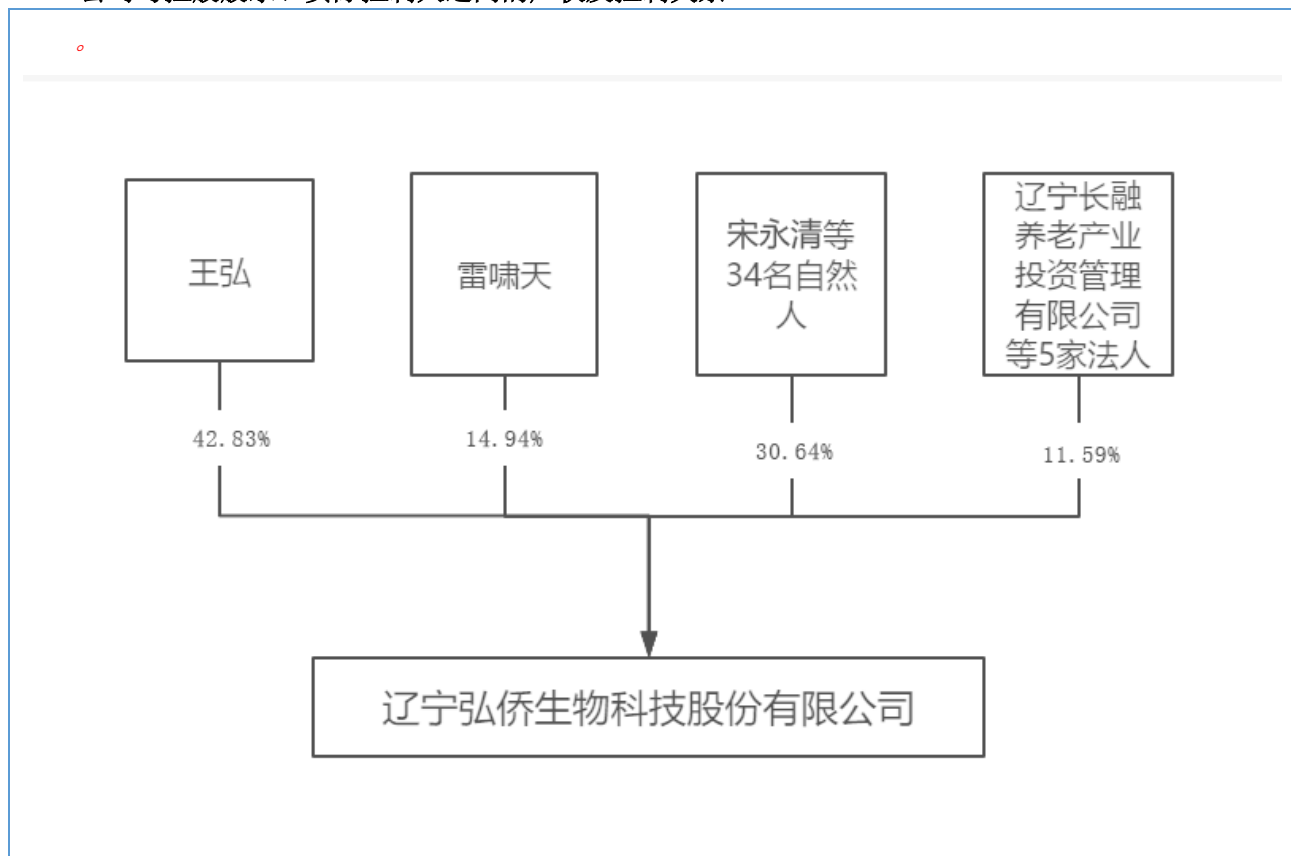 。
王弘
雷啸天
宋永清等
34名自然
人
辽宁长融
养老产业
投资管理
有限公司
等5家法人
42.83%
14.94%
30.64%
11.59%
辽宁弘侨生物科技股份有限公司